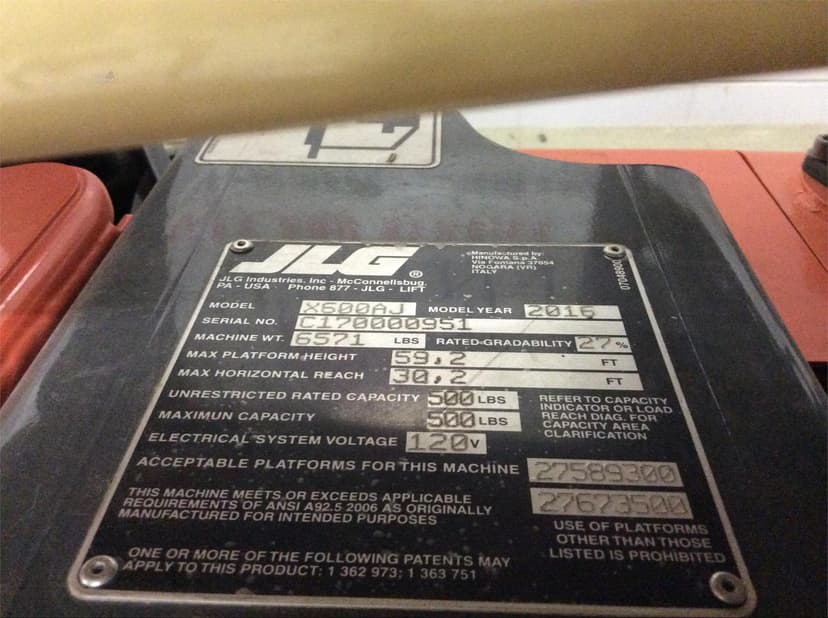 JLG ®
Manufactured by:
HINOWA S.p.A.
Via Fontana 37054
NOGARA (VR)
ITALY
07048900
JLG Industries. Inc - McConnellsbug.
PA - USA Phone 877 - JLG - LIFT
MODEL X600AJ MODEL YEAR 2016
SERIAL NO. C170000951
MACHINE WT. 6571 LBS RATED-GRADABILITY 27 %
MAX PLATFORM HEIGHT 59,2 FT
MAX HORIZONTAL REACH 30,2 FT
UNRESTRICTED RATED CAPACITY 500 LBS
MAXIMUN CAPACITY 500 LBS
REFER TO CAPACITY
INDICATOR OR LOAD
REACH DIAG. FOR
CAPACITY AREA
CLARIFICATION
ELECTRICAL SYSTEM VOLTAGE 120 V
ACCEPTABLE PLATFORMS FOR THIS MACHINE 27589300
27673500
THIS MACHINE MEETS OR EXCEEDS APPLICABLE
REQUIREMENTS OF ANSI A92.5 2006 AS ORIGINALLY
MANUFACTURED FOR INTENDED PURPOSES
USE OF PLATFORMS
OTHER THAN THOSE
LISTED IS PROHIBITED
ONE OR MORE OF THE FOLLOWING PATENTS MAY
APPLY TO THIS PRODUCT: 1 362 973; 1 363 751